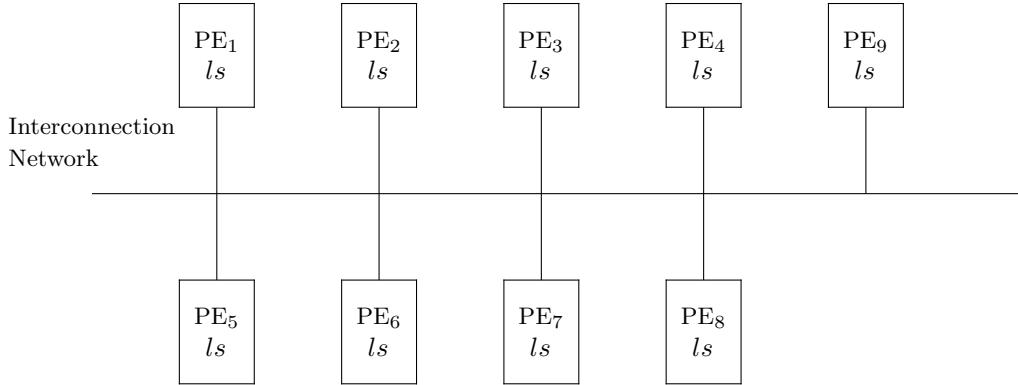 PE₁
ls
PE₂
ls
PE₃
ls
PE₄
ls
PE₉
ls
Interconnection
Network
PE₅
ls
PE₆
ls
PE₇
ls
PE₈
ls